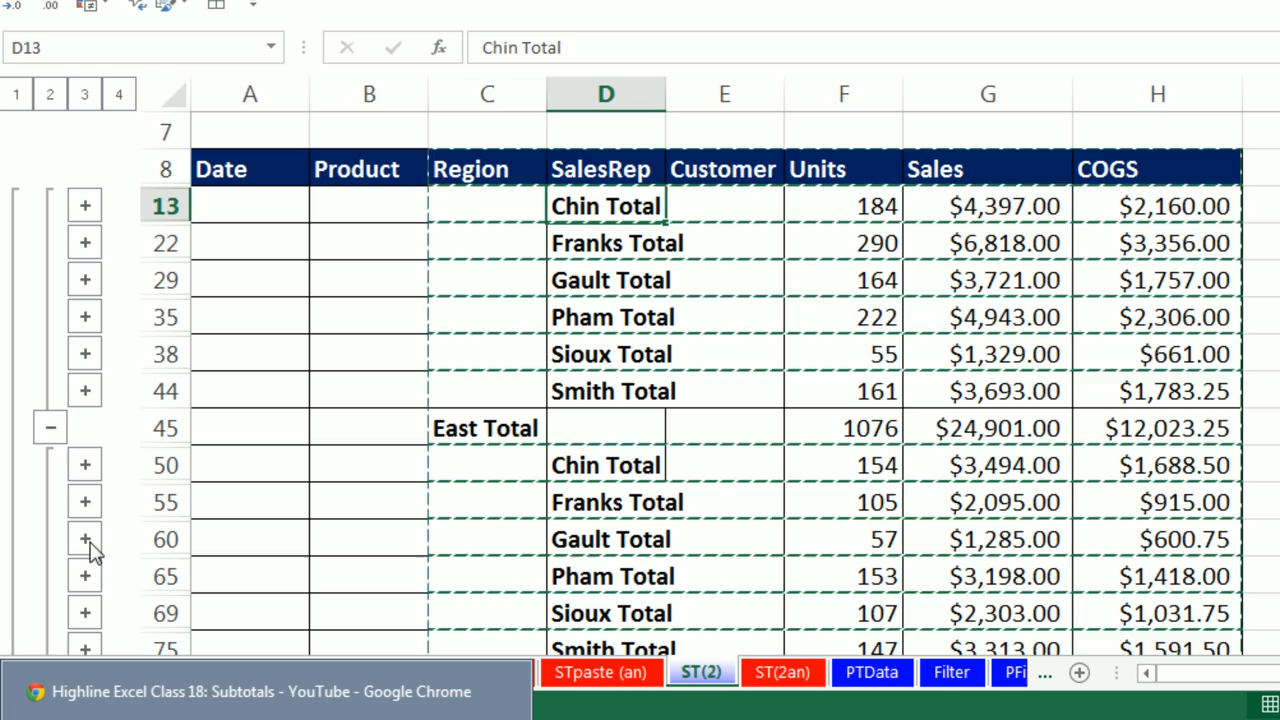 .0 .00
D13 fx Chin Total
1 2 3 4 A B C D E F G H
7
8 Date Product Region SalesRep Customer Units Sales COGS
13 Chin Total 184 $4,397.00 $2,160.00
22 Franks Total 290 $6,818.00 $3,356.00
29 Gault Total 164 $3,721.00 $1,757.00
35 Pham Total 222 $4,943.00 $2,306.00
38 Sioux Total 55 $1,329.00 $661.00
44 Smith Total 161 $3,693.00 $1,783.25
45 East Total 1076 $24,901.00 $12,023.25
50 Chin Total 154 $3,494.00 $1,688.50
55 Franks Total 105 $2,095.00 $915.00
60 Gault Total 57 $1,285.00 $600.75
65 Pham Total 153 $3,198.00 $1,418.00
69 Sioux Total 107 $2,303.00 $1,031.75
75 Smith Total 147 $3,313.00 $1,591.50
STpaste (an) ST(2) ST(2an) PTData Filter PFi ...
Highline Excel Class 18: Subtotals - YouTube - Google Chrome